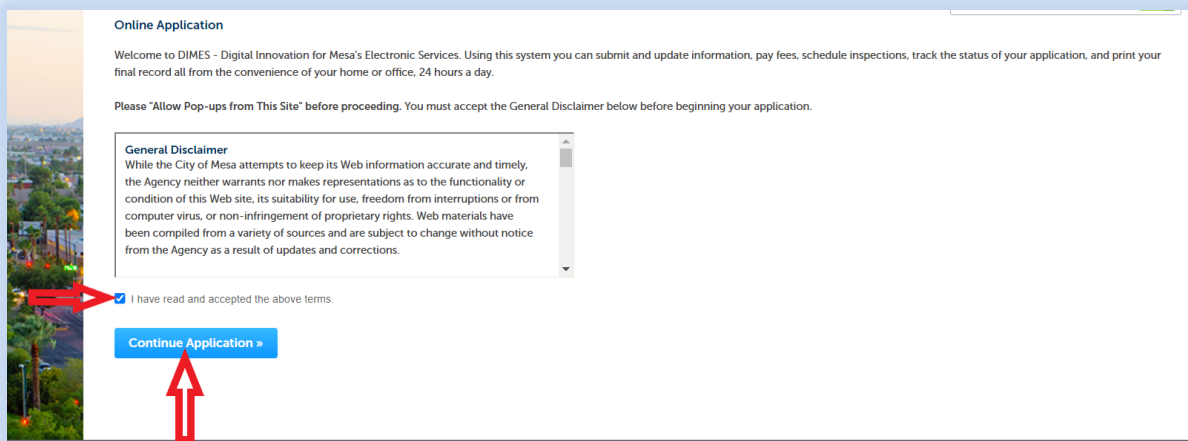 Online Application
Welcome to DIMES - Digital Innovation for Mesa's Electronic Services. Using this system you can submit and update information, pay fees, schedule inspections, track the status of your application, and print your
final record all from the convenience of your home or office, 24 hours a day.
Please "Allow Pop-ups from This Site" before proceeding. You must accept the General Disclaimer below before beginning your application.
General Disclaimer
While the City of Mesa attempts to keep its Web information accurate and timely,
the Agency neither warrants nor makes representations as to the functionality or
condition of this Web site, its suitability for use, freedom from interruptions or from
computer virus, or non-infringement of proprietary rights. Web materials have
been compiled from a variety of sources and are subject to change without notice
from the Agency as a result of updates and corrections.
I have read and accepted the above terms.
Continue Application »